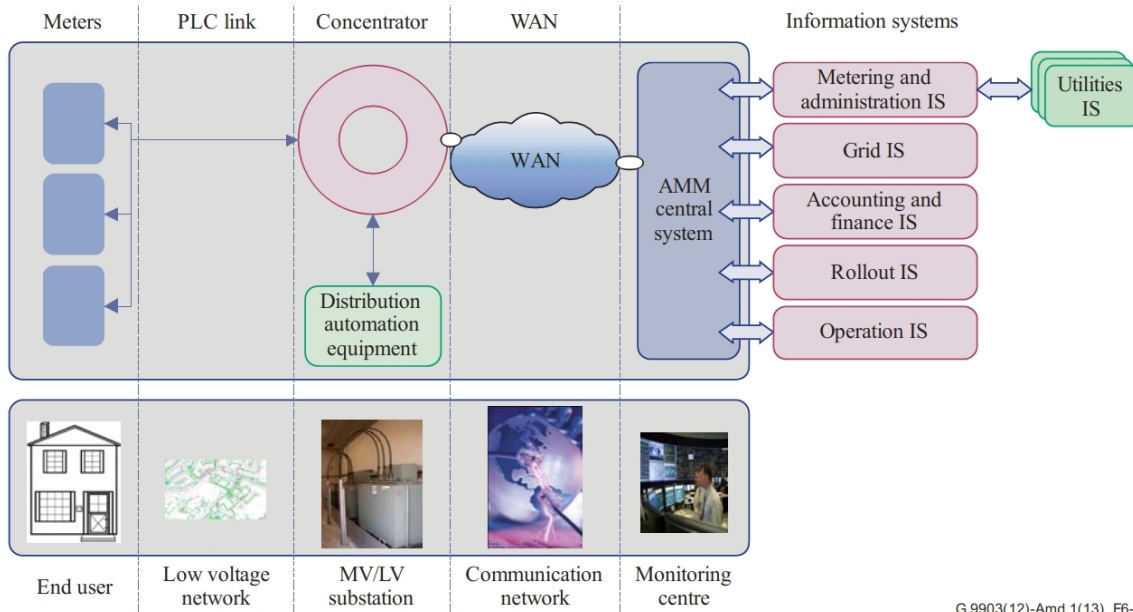 Meters
PLC link
Concentrator
WAN
Information systems
WAN
AMM
central
system
Metering and
administration IS
Utilities
IS
Grid IS
Accounting and
finance IS
Rollout IS
Operation IS
Distribution
automation
equipment
End user
Low voltage
network
MV/LV
substation
Communication
network
Monitoring
centre
G.9903(12)-Amd.1(13)_F6-